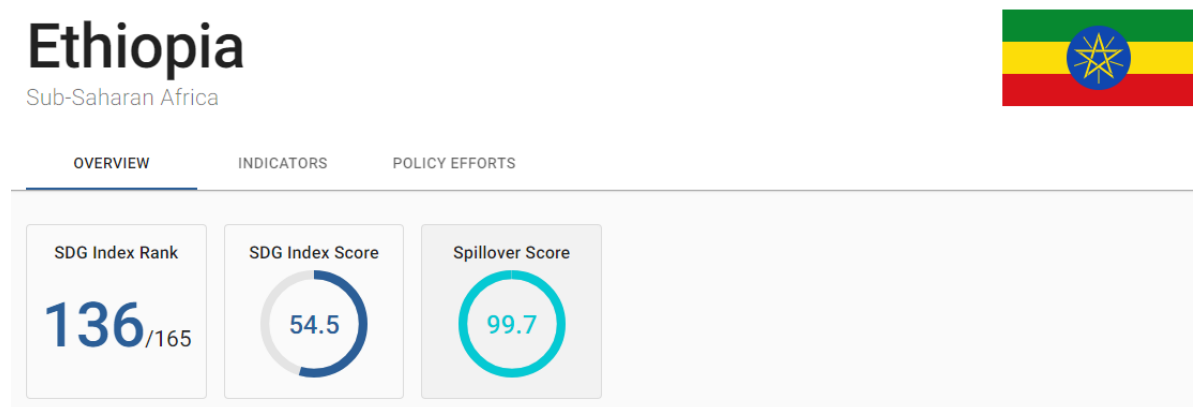 Ethiopia
Sub-Saharan Africa
OVERVIEW INDICATORS POLICY EFFORTS
SDG Index Rank SDG Index Score Spillover Score
136/165 54.5 99.7